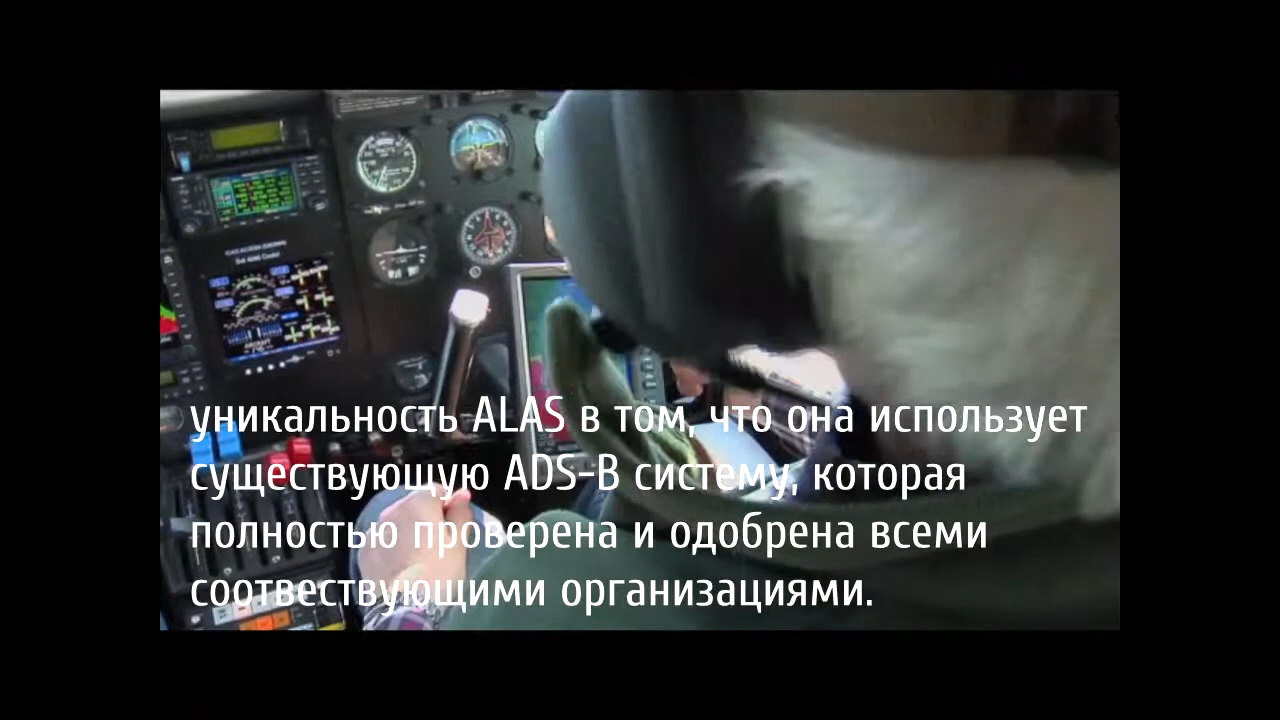 уникальность ALAS в том, что она использует
существующую ADS-B систему, которая
полностью проверена и одобрена всеми
соотвествующими организациями.